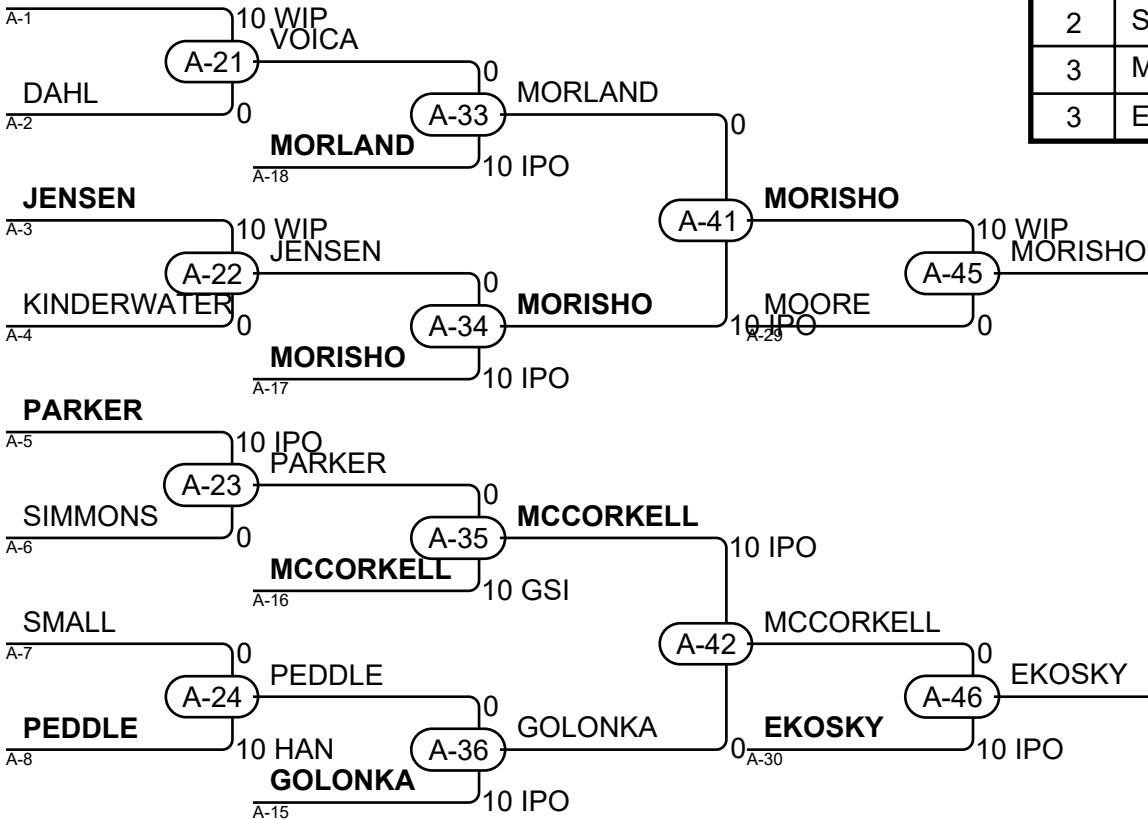 A-1
10 WIP
2 S
VOICA
A-21
0
3 M
DAHL
MORLAND
A-2
0
A-33
0
3 E
MORLAND
A-18
10 IPO
JENSEN
MORISHO
A-3
10 WIP
A-41
10 WIP
JENSEN
MORISHO
A-22
0
A-45
KINDERWATER
MORISHO
MOORE
A-4
0
A-34
10 IPO
A-29
0
MORISHO
A-17
10 IPO
PARKER
A-5
10 IPO
PARKER
A-23
0
SIMMONS
MCCORKELL
A-6
0
A-35
10 IPO
MCCORKELL
A-16
10 GSI
SMALL
MCCORKELL
A-7
0
A-42
0
PEDDLE
EKOSKY
A-24
0
A-46
PEDDLE
GOLONKA
EKOSKY
A-8
10 HAN
A-36
0
A-30
10 IPO
GOLONKA
A-15
10 IPO